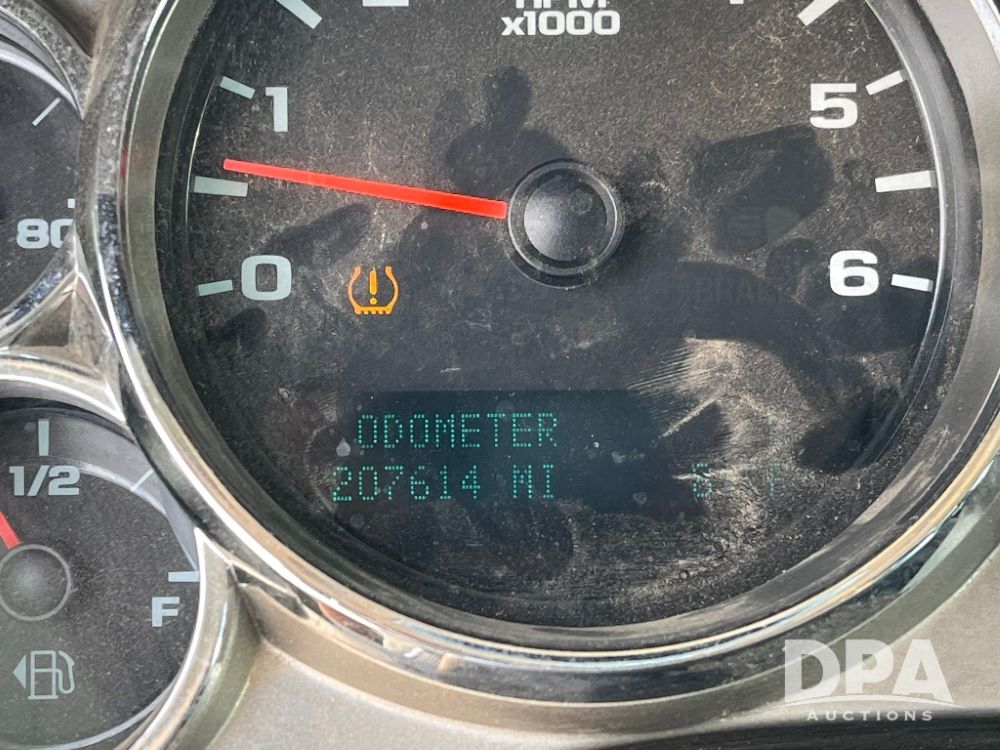 RPM
x1000
1
5
80
0
6
ODOMETER
207614 MI
1/2
F
DPA
AUCTIONS